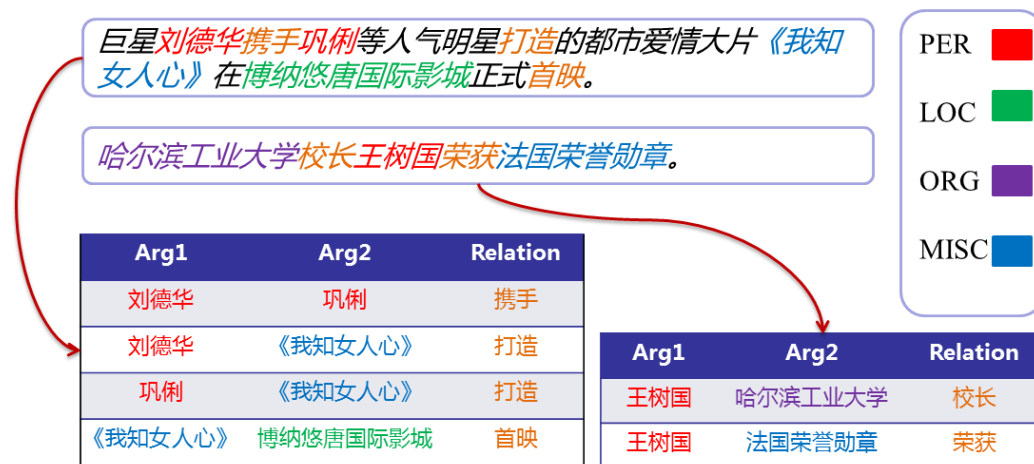 巨星刘德华携手巩俐等人气明星打造的都市爱情大片《我知
女人心》在博纳悠唐国际影城正式首映。
哈尔滨工业大学校长王树国荣获法国荣誉勋章。
PER
LOC
ORG
MISC
Arg1 Arg2 Relation
刘德华 巩俐 携手
刘德华 《我知女人心》 打造
巩俐 《我知女人心》 打造
《我知女人心》 博纳悠唐国际影城 首映
Arg1 Arg2 Relation
王树国 哈尔滨工业大学 校长
王树国 法国荣誉勋章 荣获